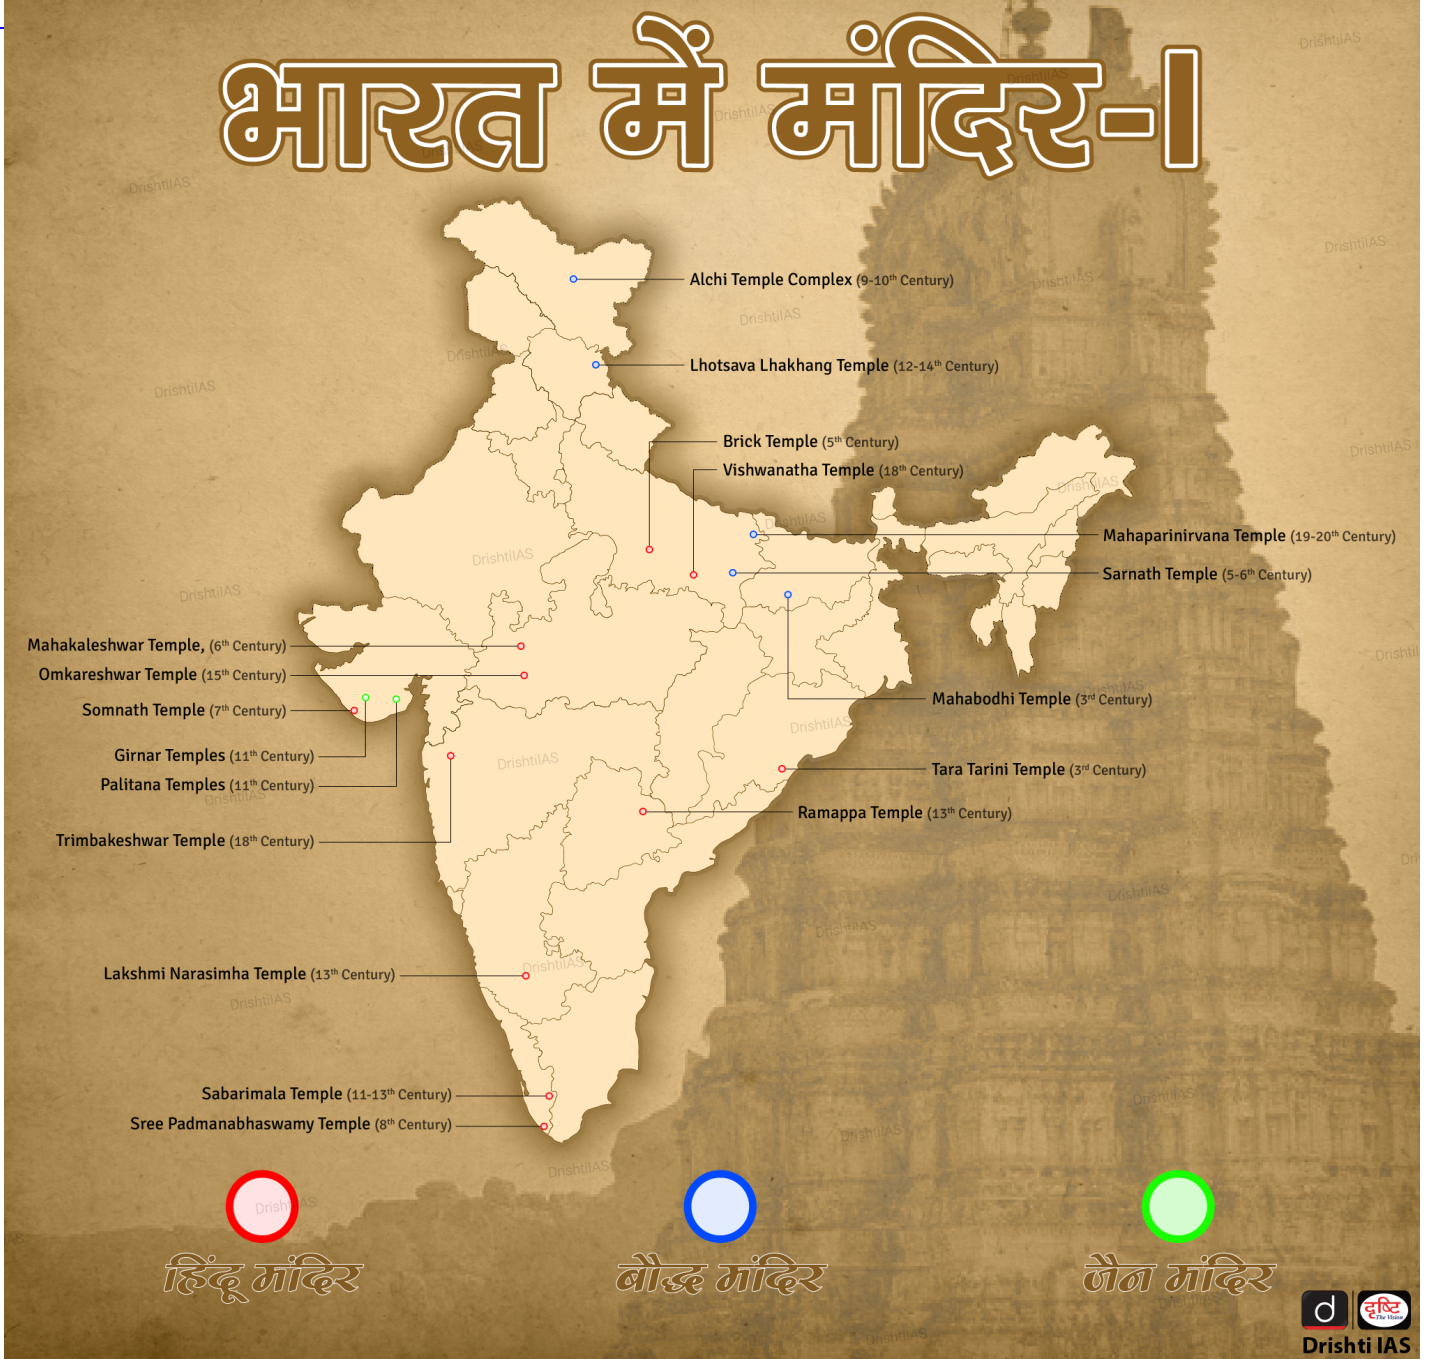 भारत में मंदिर-I
Alchi Temple Complex (9-10th Century)
Lhotsava Lhakhang Temple (12-14th Century)
Brick Temple (5th Century)
Vishwanatha Temple (18th Century)
Mahaparinirvana Temple (19-20th Century)
Sarnath Temple (5-6th Century)
Mahakaleshwar Temple, (6th Century)
Omkareshwar Temple (15th Century)
Somnath Temple (7th Century)
Mahabodhi Temple (3rd Century)
Girnar Temples (11th Century)
Palitana Temples (11th Century)
Tara Tarini Temple (3rd Century)
Ramappa Temple (13th Century)
Trimbakeshwar Temple (18th Century)
Lakshmi Narasimha Temple (13th Century)
Sabarimala Temple (11-13th Century)
Sree Padmanabhaswamy Temple (8th Century)
हिंदू मंदिर
बौद्ध मंदिर
जैन मंदिर
d दृष्टि
The Vision
Drishti IAS